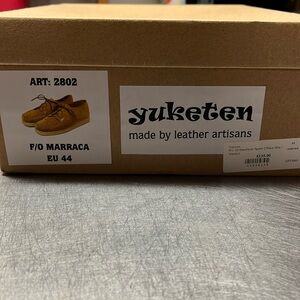 ART: 2802
F/O MARRACA
EU 44
yuketen
made by leather artisans